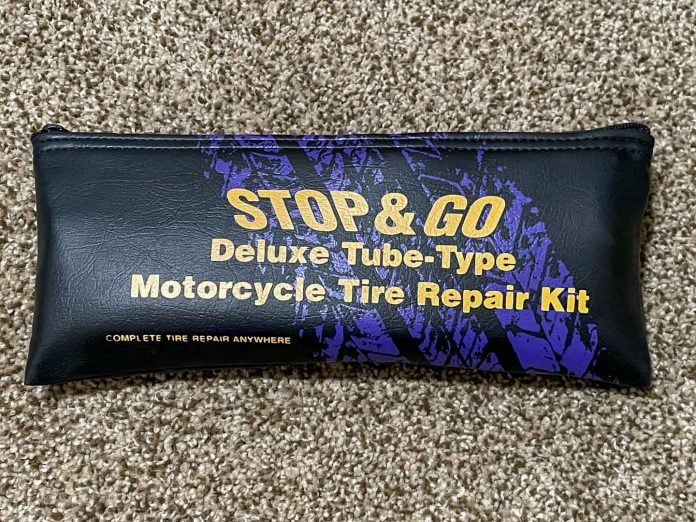 STOP & GO
Deluxe Tube-Type
Motorcycle Tire Repair Kit
COMPLETE TIRE REPAIR ANYWHERE